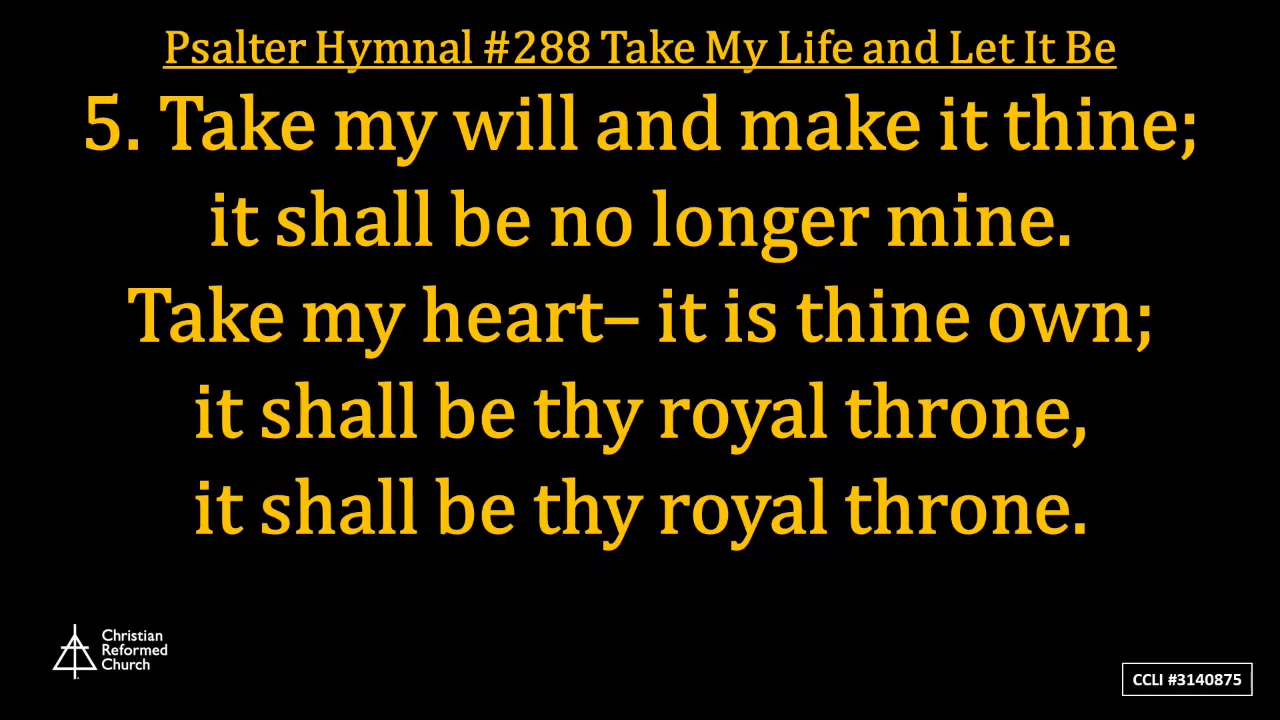 Psalter Hymnal #288 Take My Life and Let It Be
5. Take my will and make it thine;
it shall be no longer mine.
Take my heart– it is thine own;
it shall be thy royal throne,
it shall be thy royal throne.
Christian
Reformed
Church
CCLI #3140875